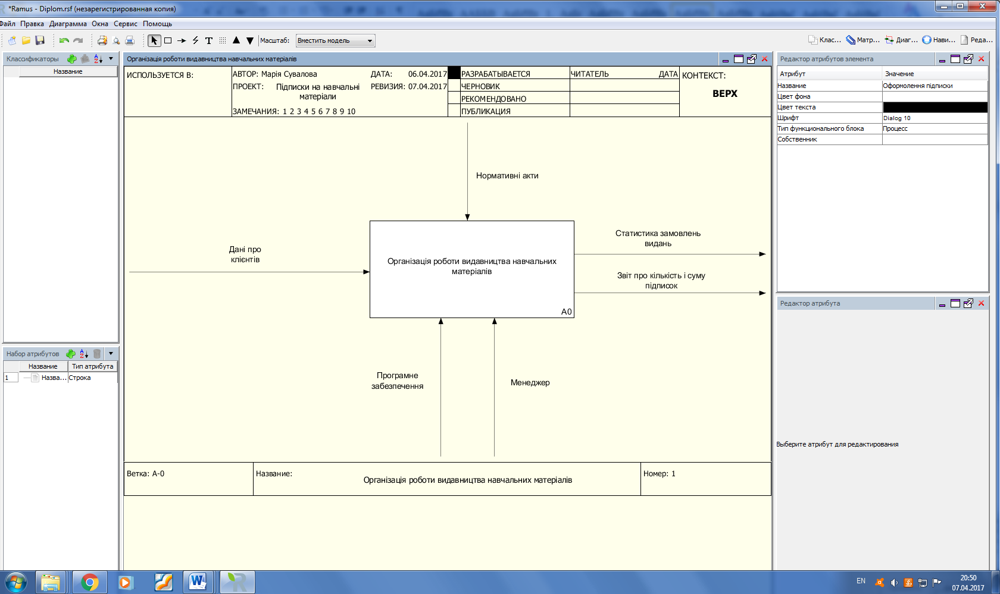 *Ramus - Diplom.rsf (незарегистрированная копия)
Файл Правка Диаграмма Окна Сервис Помощь
Масштаб: Вместить модель
Клас... Матр... Диаг... Нави... Реда...
Классификаторы
Название
Набор атрибутов
Название Тип атрибута
1 Назва... Строка
Організація роботи видавництва навчальних матеріалів
ИСПОЛЬЗУЕТСЯ В:
АВТОР: Марія Сувалова
ДАТА: 06.04.2017
ПРОЕКТ: Підписки на навчальні
матеріали
РЕВИЗИЯ: 07.04.2017
ЗАМЕЧАНИЯ: 1 2 3 4 5 6 7 8 9 10
РАЗРАБАТЫВАЕТСЯ
ЧЕРНОВИК
РЕКОМЕНДОВАНО
ПУБЛИКАЦИЯ
ЧИТАТЕЛЬ ДАТА
КОНТЕКСТ:
ВЕРХ
Нормативні акти
Дані про
клієнтів
Організація роботи видавництва навчальних
матеріалів
A0
Статистика замовлень
видань
Звіт про кількість і суму
підписок
Програмне
забезпечення
Менеджер
Ветка: A-0
Название:
Організація роботи видавництва навчальних матеріалів
Номер: 1
Редактор атрибутов элемента
Атрибут Значение
Название Оформолення підписки
Цвет фона
Цвет текста
Шрифт Dialog 10
Тип функционального блока Процесс
Собственник
Редактор атрибута
Выберите атрибут для редактирования
EN
20:50
07.04.2017